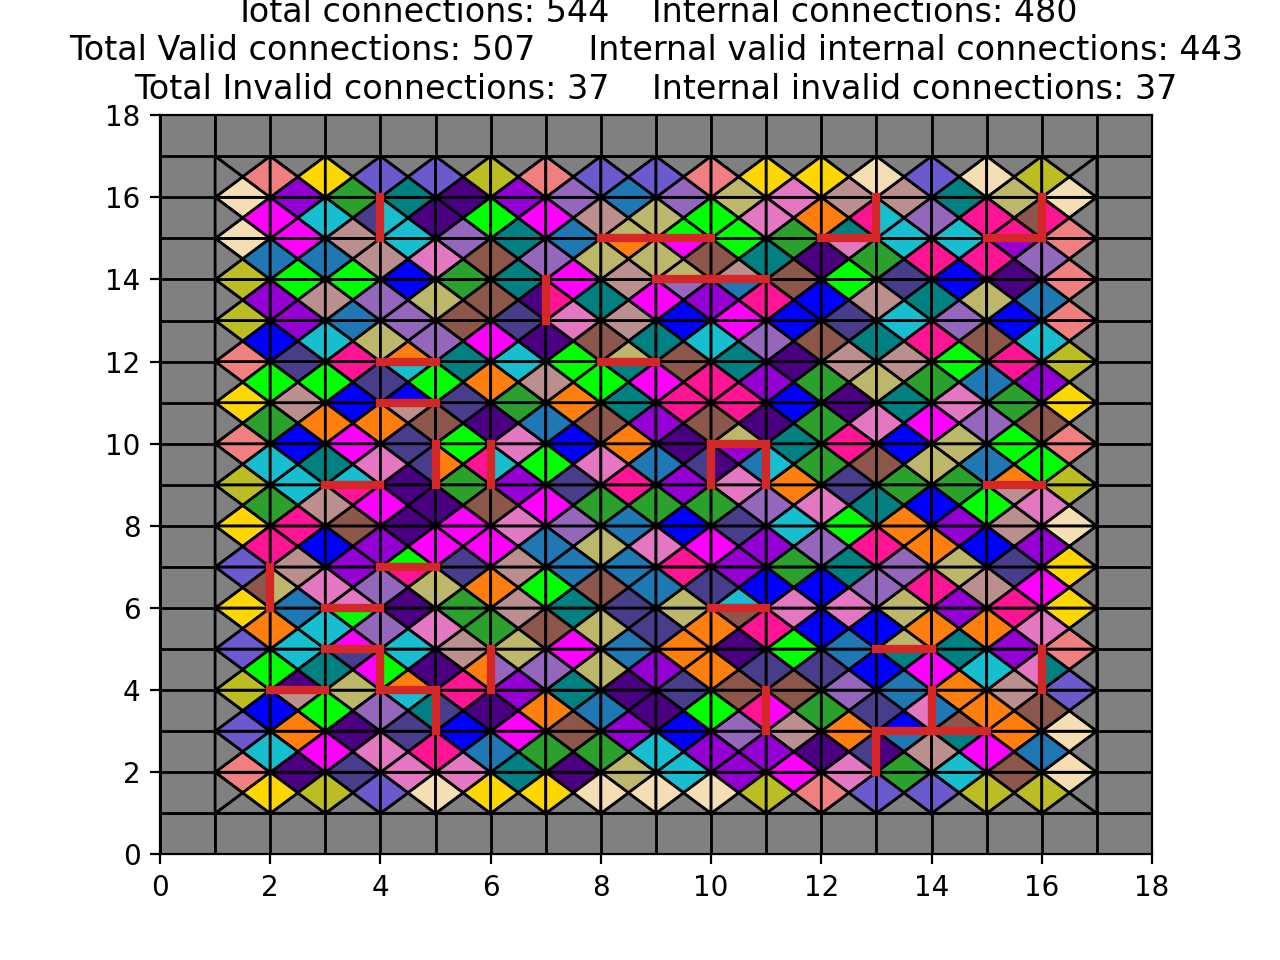 Total connections: 544 Internal connections: 480
Total Valid connections: 507 Internal valid internal connections: 443
Total Invalid connections: 37 Internal invalid connections: 37
18
16
14
12
10
8
6
4
2
0
0 2 4 6 8 10 12 14 16 18